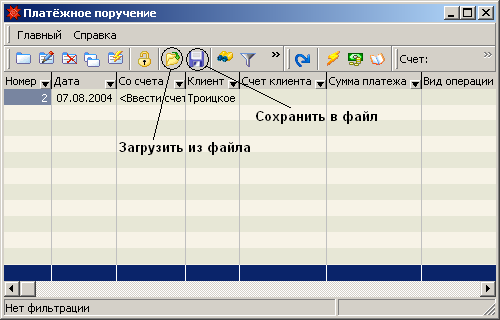 Платёжное поручение
Главный Справка
» Счет: »
Номер Дата Со счета Клиент Счет клиента Сумма платежа Вид операции
2 07.08.2004 <Ввести счет Троицкое
Сохранить в файл
Загрузить из файла
Нет фильтрации